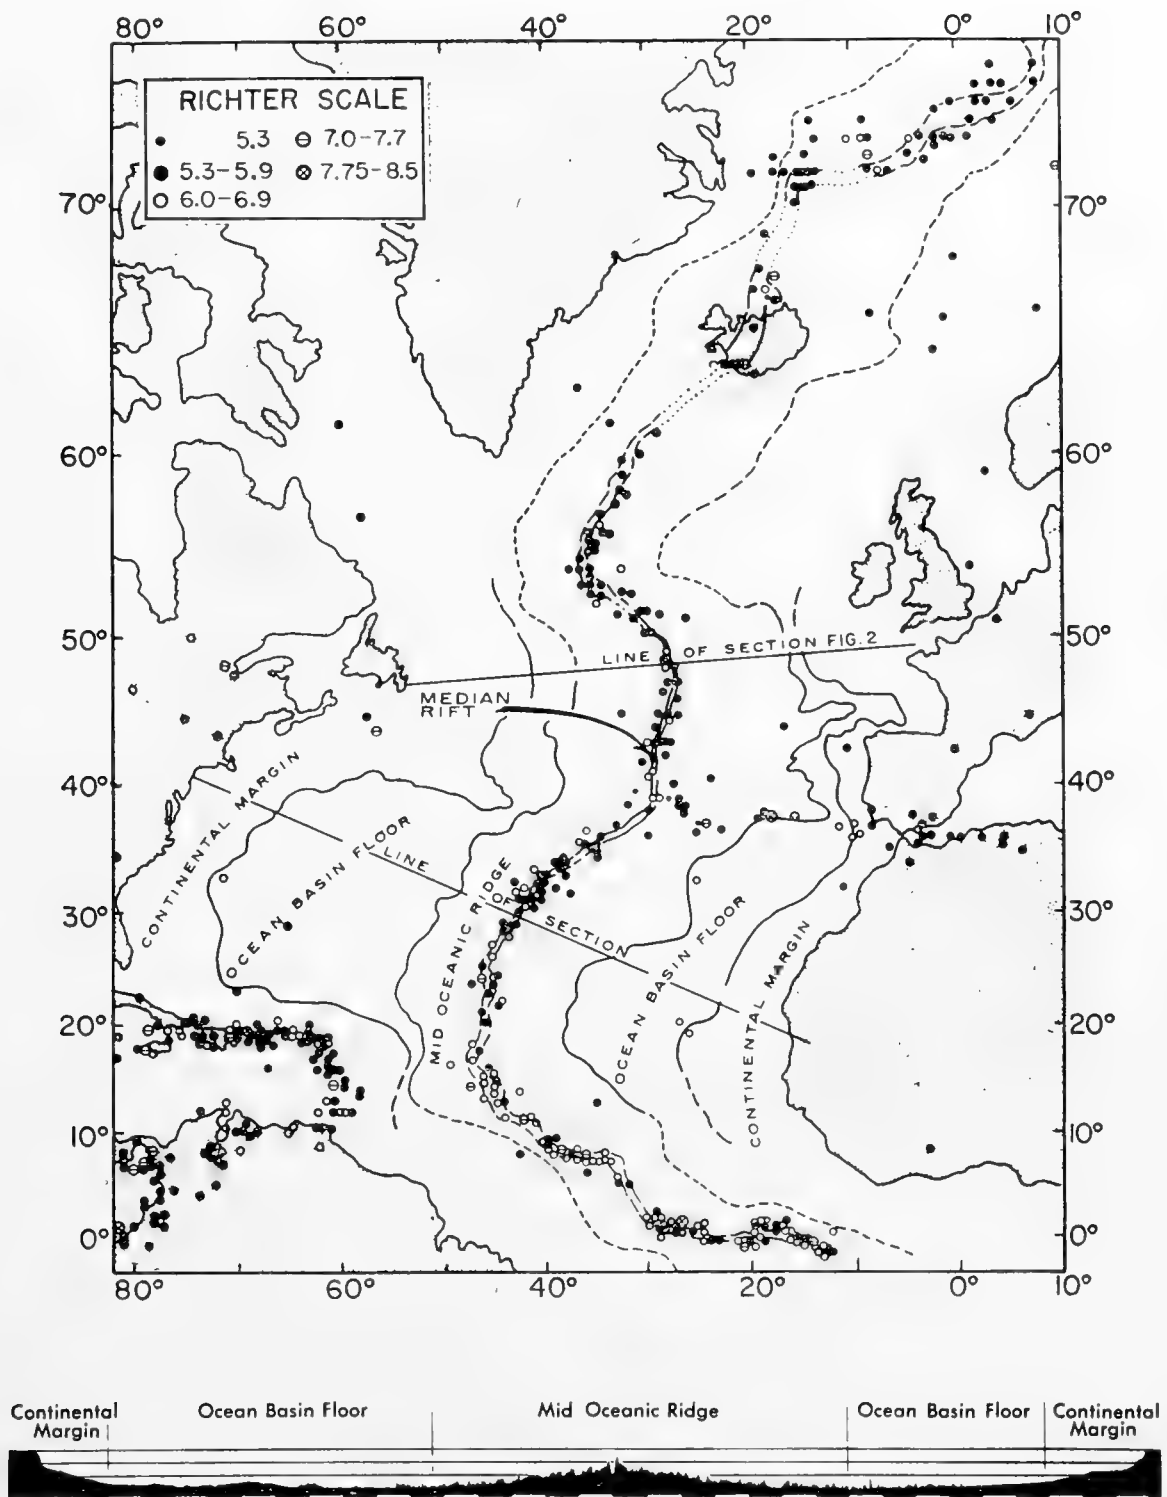 80° 60° 40° 20° 0° 10°
RICHTER SCALE
5.3 7.0-7.7
5.3-5.9 7.75-8.5
6.0-6.9
70° 70°
60° 60°
50° 50°
LINE OF SECTION FIG. 2
MEDIAN
RIFT
40° 40°
CONTINENTAL MARGIN
OCEAN BASIN FLOOR
LINE OF SECTION
MID OCEANIC RIDGE
OCEAN BASIN FLOOR
CONTINENTAL MARGIN
30° 30°
20° 20°
10° 10°
0° 0°
80° 60° 40° 20° 0° 10°
Continental Margin
Ocean Basin Floor
Mid Oceanic Ridge
Ocean Basin Floor
Continental Margin